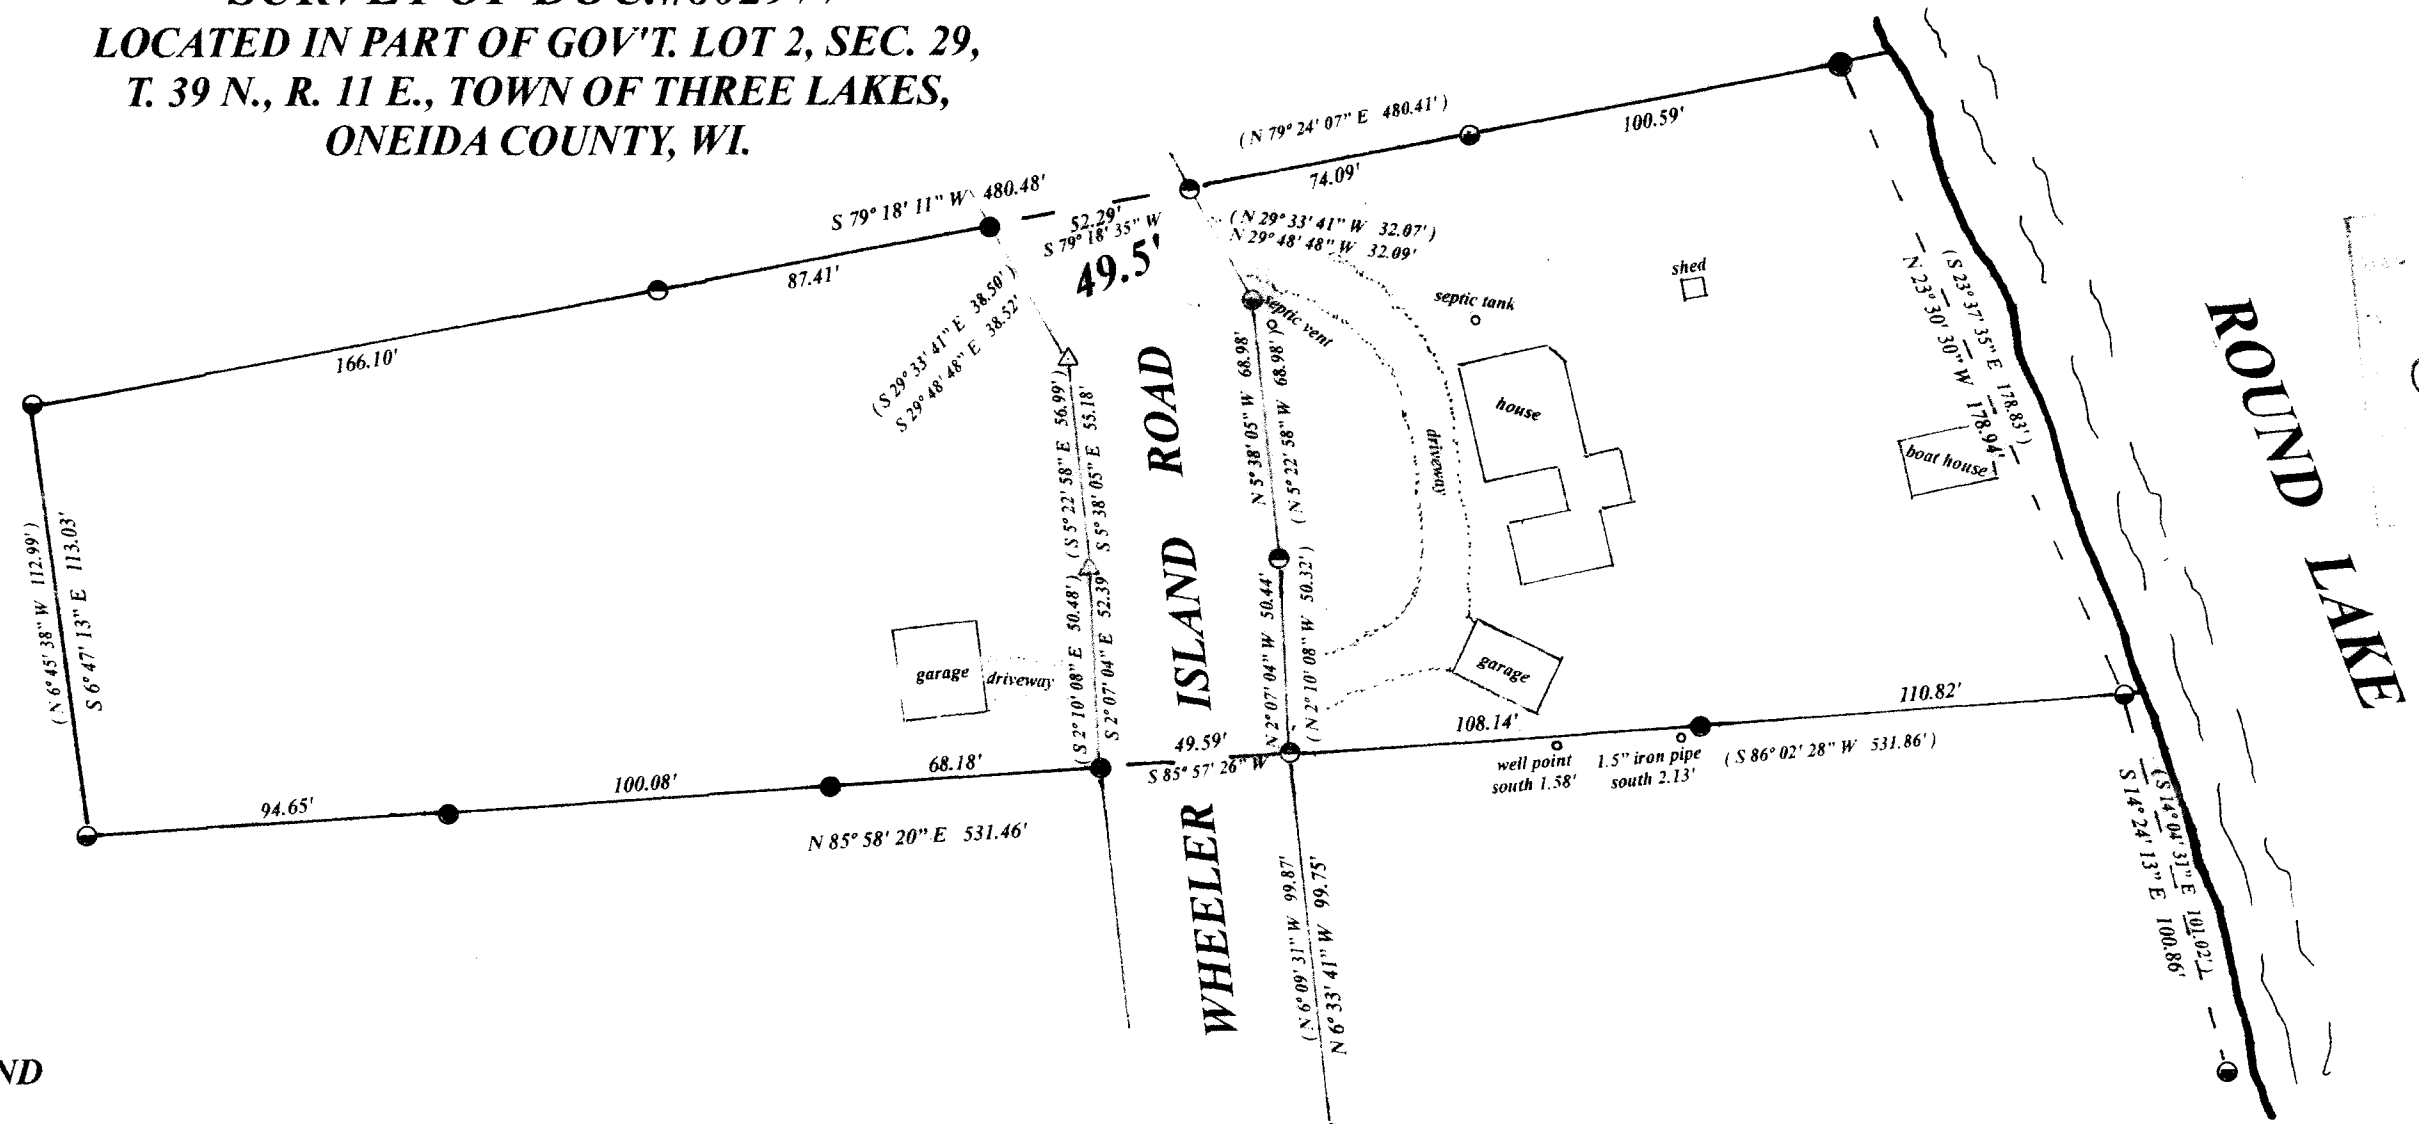 LOCATED IN PART OF GOV'T. LOT 2, SEC. 29,
T. 39 N., R. 11 E., TOWN OF THREE LAKES,
ONEIDA COUNTY, WI.
( N 79° 24' 07" E 480.41' )
100.59'
74.09'
S 79° 18' 11" W 480.48'
52.29'
S 79° 18' 35" W
49.5'
87.41'
166.10'
( N 29° 33' 41" W 32.07' )
N 29° 48' 48" W 32.09'
( S 29° 33' 41" E 38.50' )
S 29° 48' 48" E 38.52'
septic vent
septic tank
shed
house
driveway
boat house
( S 23° 37' 35" E 178.83' )
N 23° 30' 30" W 178.94'
ROUND LAKE
( S 5° 22' 58" E 56.99' )
S 5° 38' 05" E 55.18'
N 5° 38' 05" W 68.98'
( N 5° 22' 58" W 68.98' )
( S 2° 10' 08" E 50.48' )
S 2° 07' 04" E 52.39'
N 2° 07' 04" W 50.44'
( N 2° 10' 08" W 50.32' )
WHEELER ISLAND ROAD
( N 6° 45' 38" W 112.99' )
S 6° 47' 13" E 113.03'
garage
driveway
garage
110.82'
108.14'
49.59'
S 85° 57' 26" W
68.18'
100.08'
94.65'
N 85° 58' 20" E 531.46'
well point
south 1.58'
1.5" iron pipe
south 2.13'
( S 86° 02' 28" W 531.86' )
( S 14° 04' 31" E 101.02' )
S 14° 24' 13" E 100.86'
( N 6° 09' 31" W 99.87' )
N 6° 33' 41" W 99.75'
ND